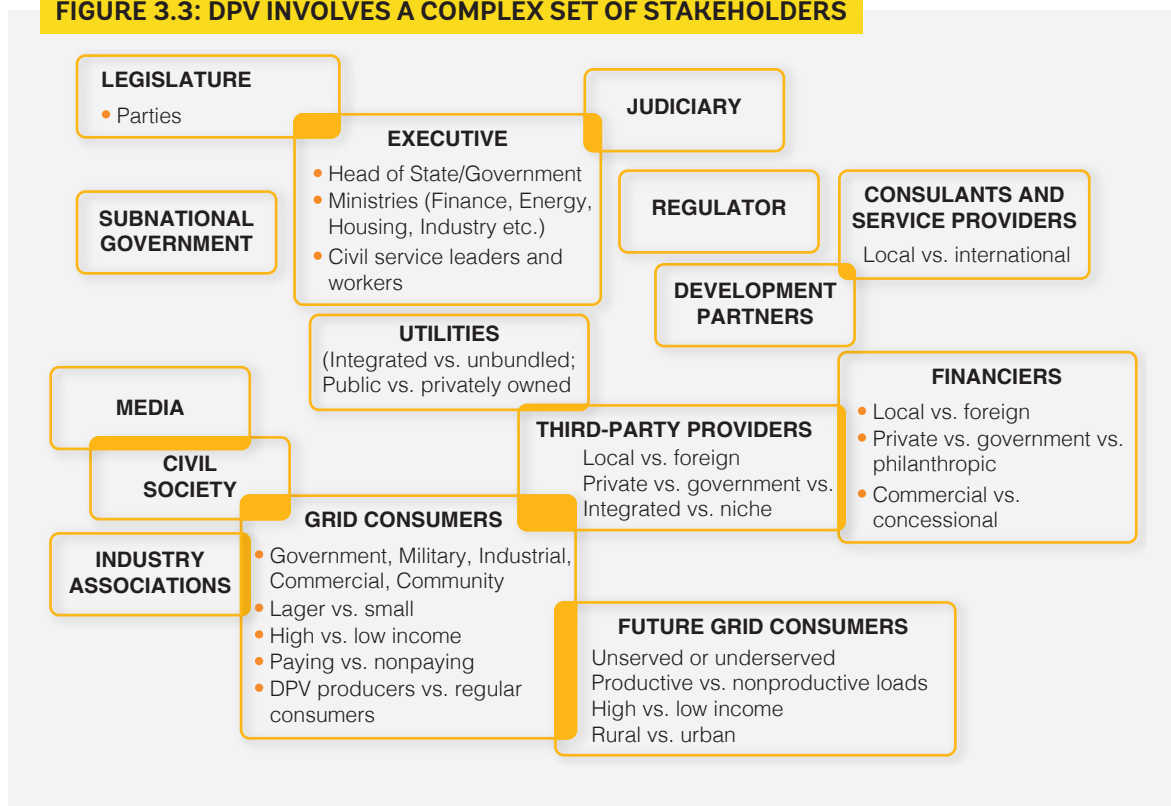 FIGURE 3.3: DPV INVOLVES A COMPLEX SET OF STAKEHOLDERS
LEGISLATURE
• Parties
EXECUTIVE
• Head of State/Government
• Ministries (Finance, Energy,
Housing, Industry etc.)
• Civil service leaders and
workers
JUDICIARY
SUBNATIONAL
GOVERNMENT
REGULATOR
CONSULANTS AND
SERVICE PROVIDERS
Local vs. international
DEVELOPMENT
PARTNERS
UTILITIES
(Integrated vs. unbundled;
Public vs. privately owned
FINANCIERS
• Local vs. foreign
• Private vs. government vs.
philanthropic
• Commercial vs.
concessional
MEDIA
CIVIL
SOCIETY
THIRD-PARTY PROVIDERS
Local vs. foreign
Private vs. government vs.
Integrated vs. niche
INDUSTRY
ASSOCIATIONS
GRID CONSUMERS
• Government, Military, Industrial,
Commercial, Community
• Lager vs. small
• High vs. low income
• Paying vs. nonpaying
• DPV producers vs. regular
consumers
FUTURE GRID CONSUMERS
Unserved or underserved
Productive vs. nonproductive loads
High vs. low income
Rural vs. urban